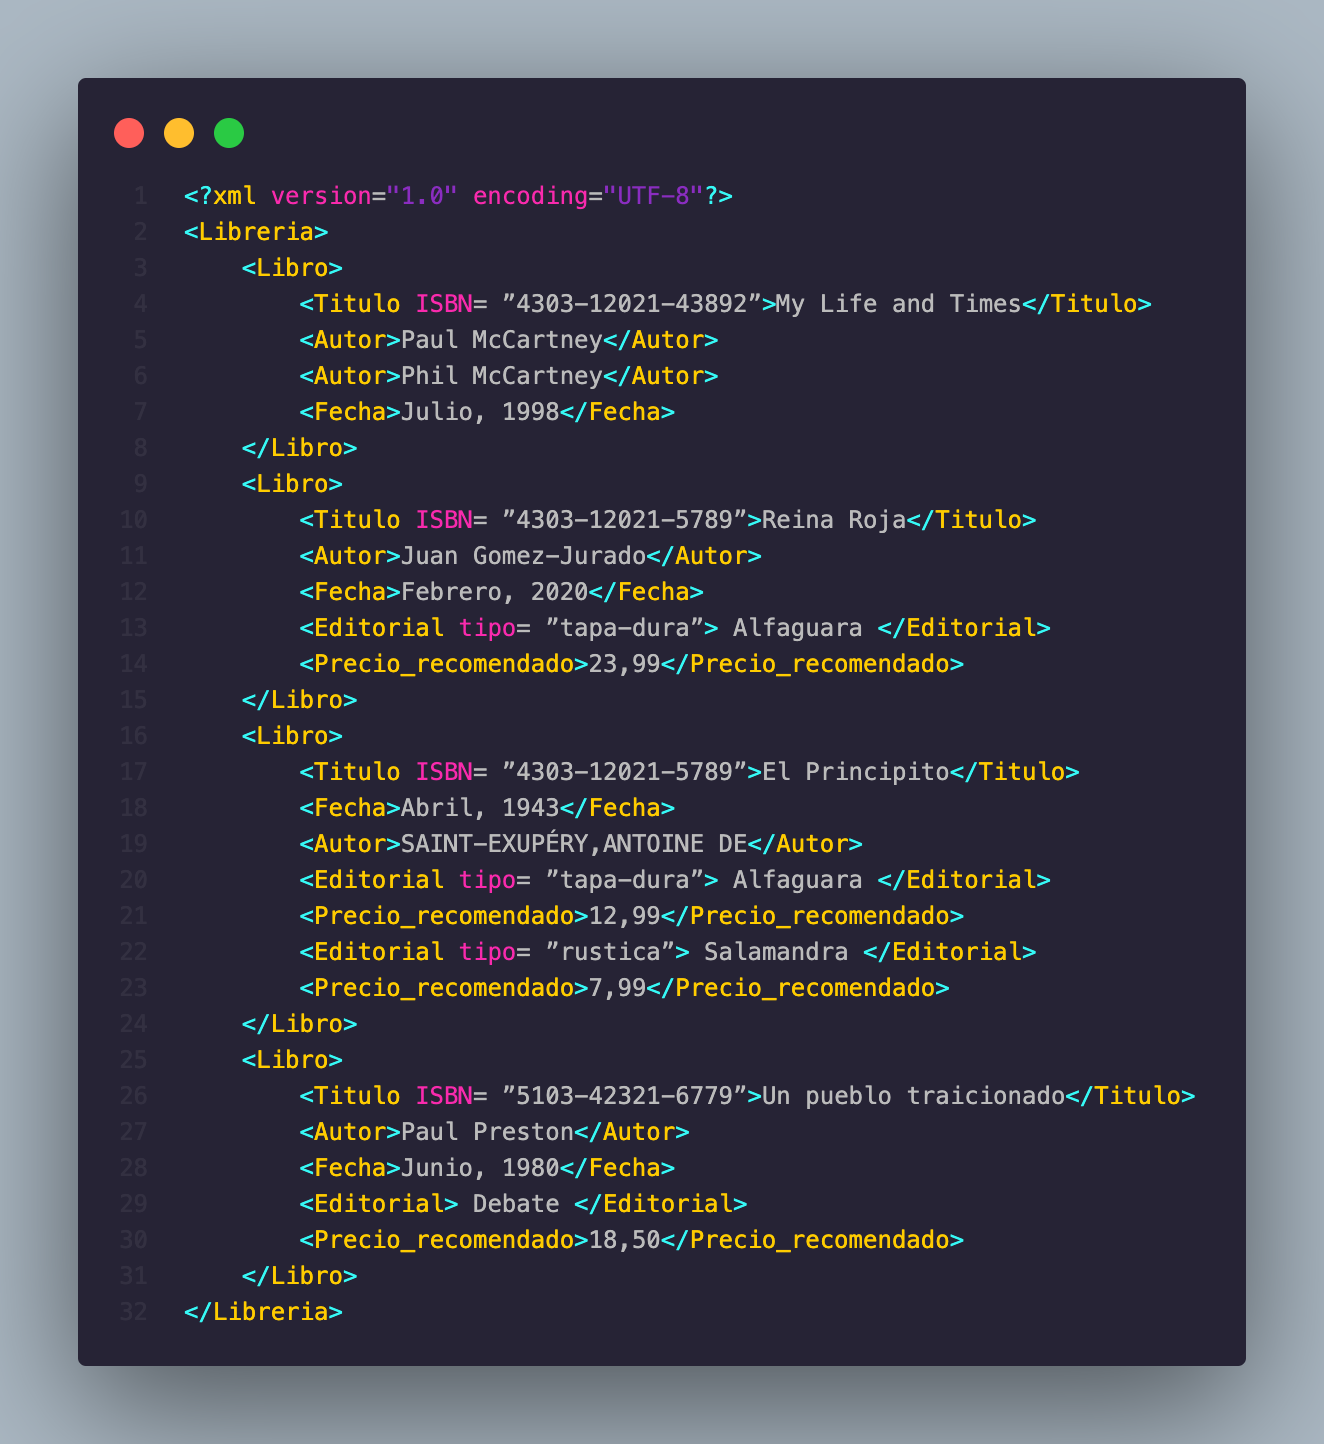 1 <?xml version="1.0" encoding="UTF-8"?>
2 <Libreria>
3 <Libro>
4 <Titulo ISBN= ”4303-12021-43892”>My Life and Times</Titulo>
5 <Autor>Paul McCartney</Autor>
6 <Autor>Phil McCartney</Autor>
7 <Fecha>Julio, 1998</Fecha>
8 </Libro>
9 <Libro>
10 <Titulo ISBN= ”4303-12021-5789”>Reina Roja</Titulo>
11 <Autor>Juan Gomez-Jurado</Autor>
12 <Fecha>Febrero, 2020</Fecha>
13 <Editorial tipo= ”tapa-dura”> Alfaguara </Editorial>
14 <Precio_recomendado>23,99</Precio_recomendado>
15 </Libro>
16 <Libro>
17 <Titulo ISBN= ”4303-12021-5789”>El Principito</Titulo>
18 <Fecha>Abril, 1943</Fecha>
19 <Autor>SAINT-EXUPÉRY,ANTOINE DE</Autor>
20 <Editorial tipo= ”tapa-dura”> Alfaguara </Editorial>
21 <Precio_recomendado>12,99</Precio_recomendado>
22 <Editorial tipo= ”rustica”> Salamandra </Editorial>
23 <Precio_recomendado>7,99</Precio_recomendado>
24 </Libro>
25 <Libro>
26 <Titulo ISBN= ”5103-42321-6779”>Un pueblo traicionado</Titulo>
27 <Autor>Paul Preston</Autor>
28 <Fecha>Junio, 1980</Fecha>
29 <Editorial> Debate </Editorial>
30 <Precio_recomendado>18,50</Precio_recomendado>
31 </Libro>
32 </Libreria>